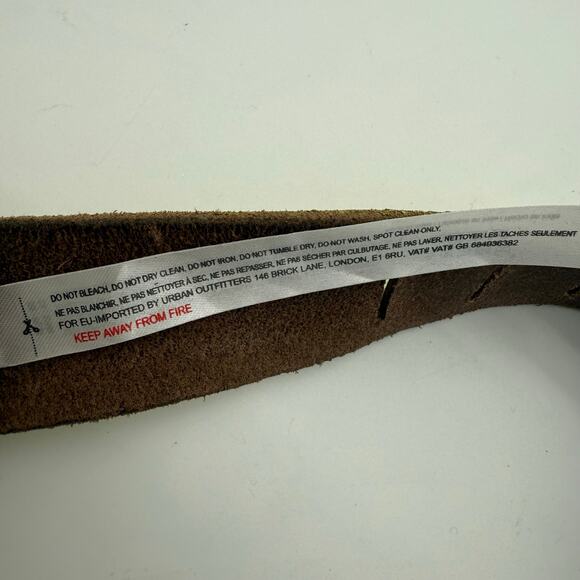 DO NOT BLEACH, DO NOT DRY CLEAN, DO NOT IRON, DO NOT TUMBLE DRY, DO NOT WASH, SPOT CLEAN ONLY.
NE PAS BLANCHIR, NE PAS NETTOYER À SEC, NE PAS REPASSER, NE PAS SÉCHER PAR CULBUTAGE, NE PAS LAVER, NETTOYER LES TACHES SEULEMENT
FOR EU-IMPORTED BY URBAN OUTFITTERS 146 BRICK LANE, LONDON, E1 6RU. VAT# VAT# GB 684936382
KEEP AWAY FROM FIRE